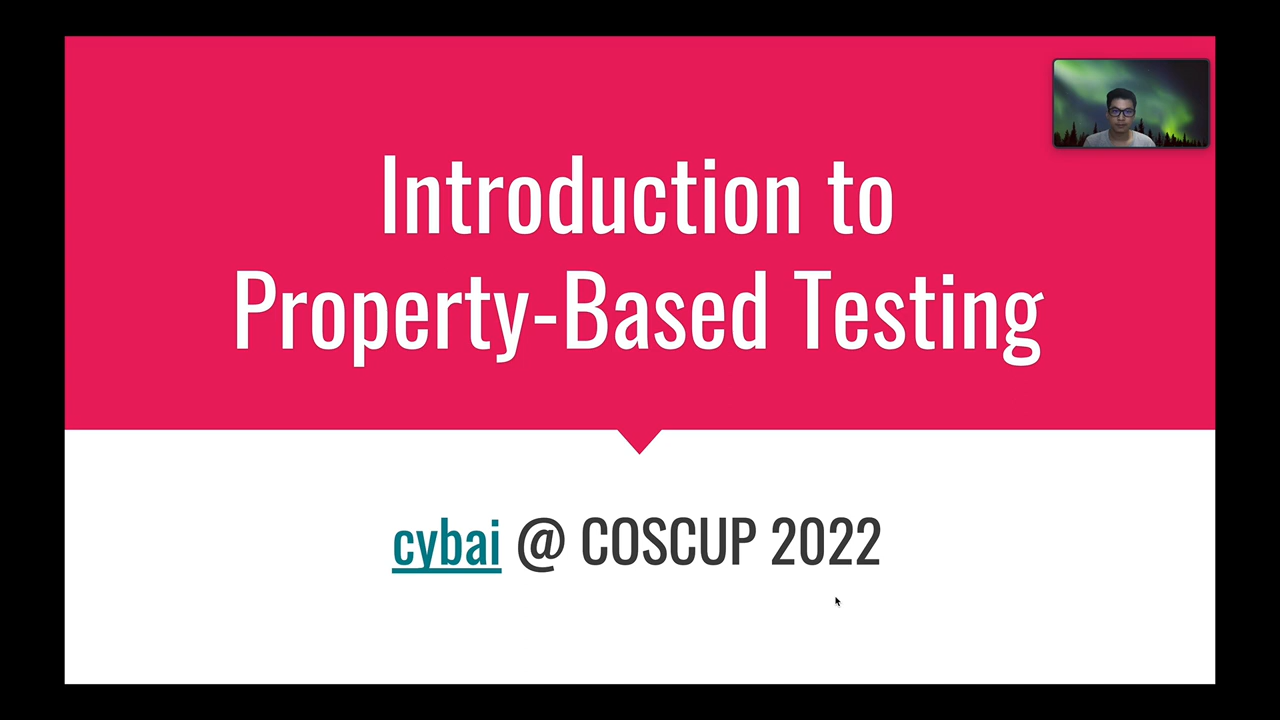 Introduction to
Property-Based Testing
cybai @ COSCUP 2022